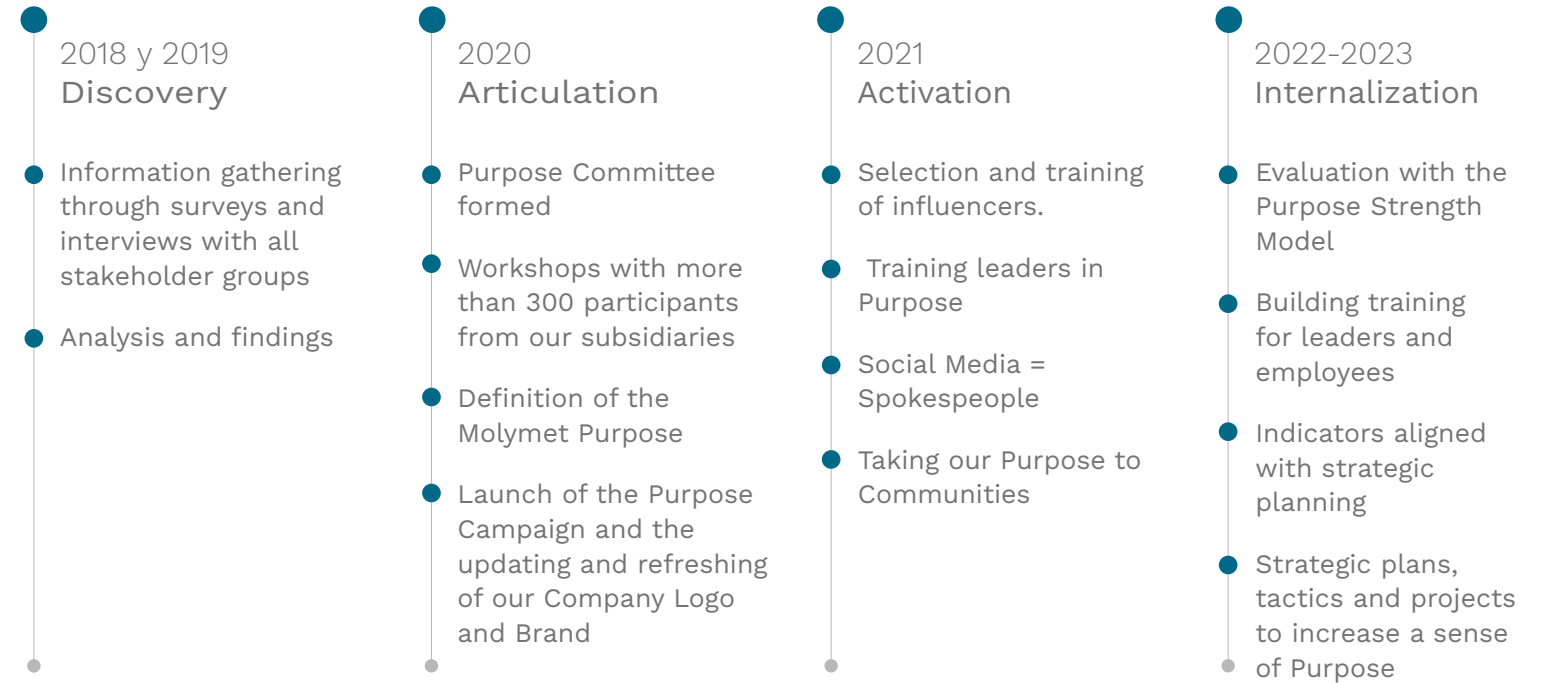 2018 y 2019
Discovery
Information gathering
through surveys and
interviews with all
stakeholder groups
Analysis and findings
2020
Articulation
Purpose Committee
formed
Workshops with more
than 300 participants
from our subsidiaries
Definition of the
Molymet Purpose
Launch of the Purpose
Campaign and the
updating and refreshing
of our Company Logo
and Brand
2021
Activation
Selection and training
of influencers.
Training leaders in
Purpose
Social Media =
Spokespeople
Taking our Purpose to
Communities
2022-2023
Internalization
Evaluation with the
Purpose Strength
Model
Building training
for leaders and
employees
Indicators aligned
with strategic
planning
Strategic plans,
tactics and projects
to increase a sense
of Purpose